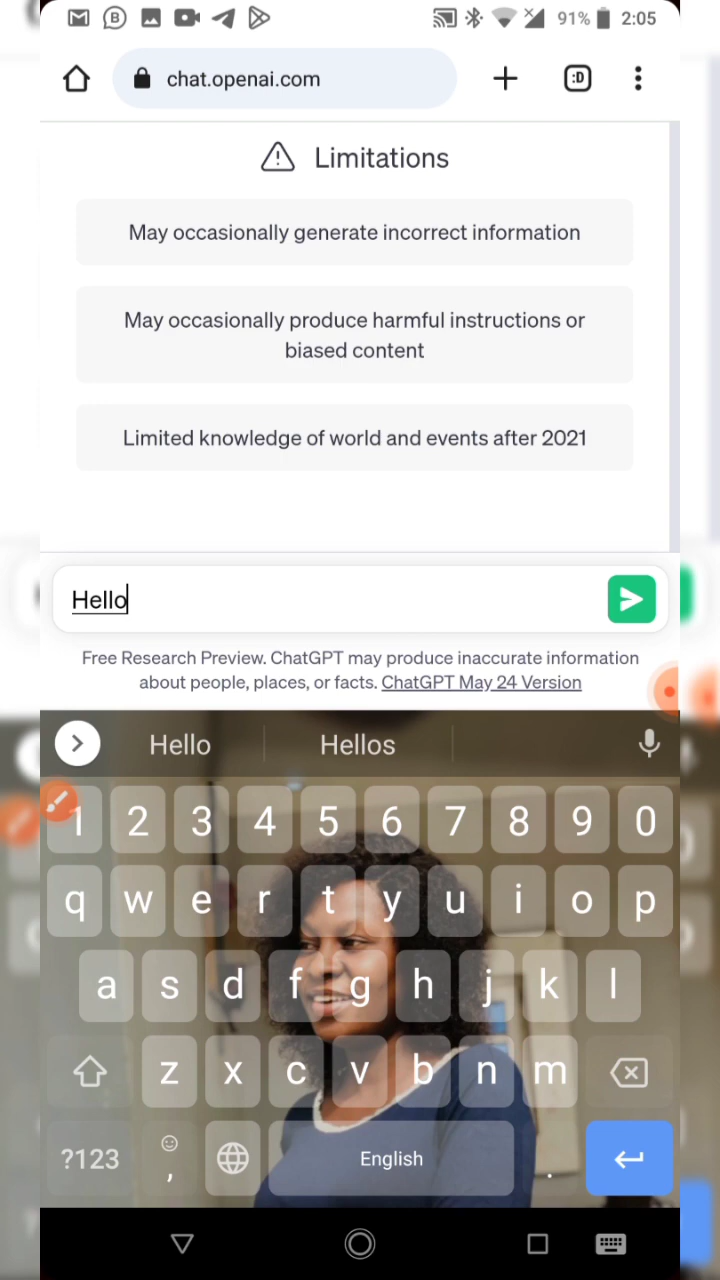 91% 2:05
chat.openai.com :D
Limitations
May occasionally generate incorrect information
May occasionally produce harmful instructions or
biased content
Limited knowledge of world and events after 2021
Hello
Free Research Preview. ChatGPT may produce inaccurate information
about people, places, or facts. ChatGPT May 24 Version
Hello Hellos
1 2 3 4 5 6 7 8 9 0
q w e r t y u i o p
a s d f g h j k l
z x c v b n m
?123 , English .